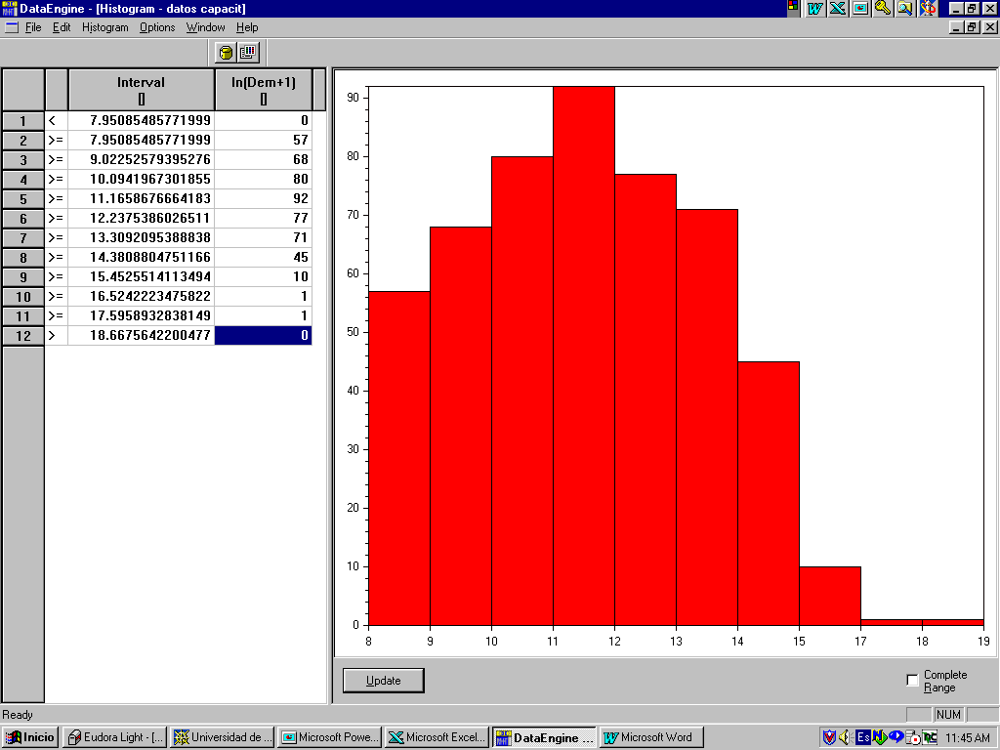 DataEngine - [Histogram - datos capacit]
File Edit Histogram Options Window Help
Interval ln(Dem+1)
[] []
1 < 7.95085485771999 0
2 >= 7.95085485771999 57
3 >= 9.02252579395276 68
4 >= 10.0941967301855 80
5 >= 11.1658676664183 92
6 >= 12.2375386026511 77
7 >= 13.3092095388838 71
8 >= 14.3808804751166 45
9 >= 15.4525514113494 10
10 >= 16.5242223475822 1
11 >= 17.5958932838149 1
12 > 18.6675642200477 0
90
80
70
60
50
40
30
20
10
0
8 9 10 11 12 13 14 15 17 18 19
Update
Complete
Range
Ready
NUM
Inicio Eudora Light - [... Universidad de ... Microsoft Powe... Microsoft Excel... DataEngine ... Microsoft Word Es 11:45 AM